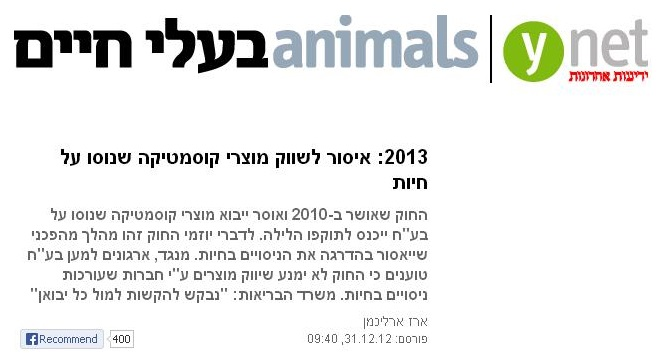 בעלי חיים animals ynet
ידיעות אחרונות
2013: איסור לשווק מוצרי קוסמטיקה שנוסו על
חיות
החוק שאושר ב-2010 ואוסר ייבוא מוצרי קוסמטיקה שנוסו על
בע"ח ייכנס לתוקפו הלילה. לדברי יוזמי החוק זהו מהלך מהפכני
שייאסור בהדרגה את הניסויים בחיות. מנגד, ארגונים למען בע"ח
טוענים כי החוק לא ימנע שיווק מוצרים ע"י חברות שעורכות
ניסויים בחיות. משרד הבריאות: "נבקש להקשות למול כל יבואן"
ארז ארליכמן
פורסם: 31.12.12, 09:40
Recommend 400